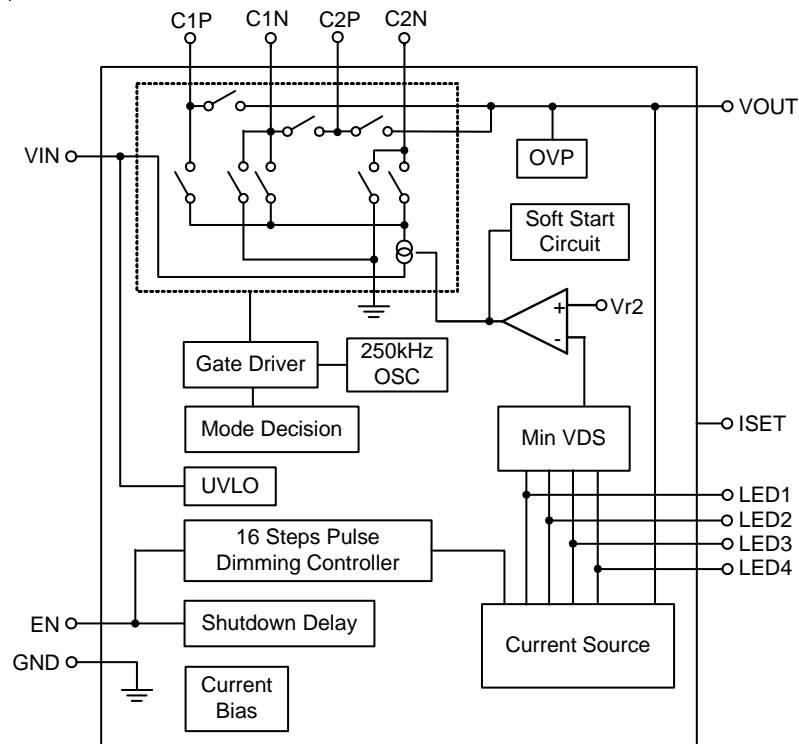 C1P C1N C2P C2N
VOUT
VIN
OVP
Soft Start
Circuit
+
Vr2
-
Gate Driver
250kHz
OSC
Mode Decision
Min VDS
ISET
UVLO
LED1
LED2
LED3
LED4
16 Steps Pulse
Dimming Controller
EN
Shutdown Delay
Current Source
GND
Current
Bias